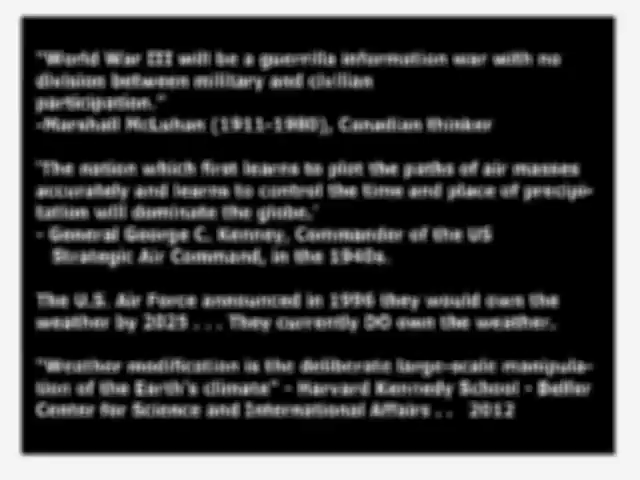 "World War III will be a guerrilla information war with no
division between military and civilian
participation."
-Marshall McLuhan (1911-1980), Canadian thinker
"The nation which first learns to plot the paths of air masses
accurately and learns to control the time and place of precipi-
tation will dominate the globe."
- General George C. Kenney, Commander of the US
Strategic Air Command, in the 1940s.
The U.S. Air Force announced in 1996 they would own the
weather by 2025 . . . They currently DO own the weather.
"Weather modification is the deliberate large-scale manipula-
tion of the Earth's climate" - Harvard Kennedy School - Belfer
Center for Science and International Affairs . . 2012